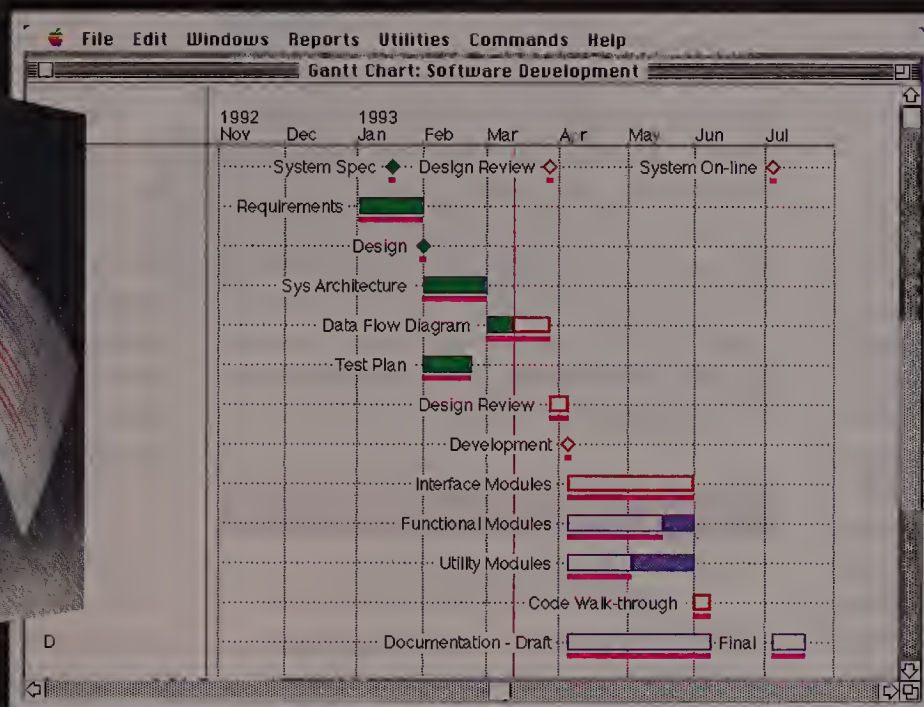 File Edit Windows Reports Utilities Commands Help
Gantt Chart: Software Development
1992 1993
Nov Dec Jan Feb Mar Apr May Jun Jul
System Spec Design Review System On-line
Requirements
Design
Sys Architecture
Data Flow Diagram
Test Plan
Design Review
Development
Interface Modules
Functional Modules
Utility Modules
Code Walk-through
D Documentation - Draft Final